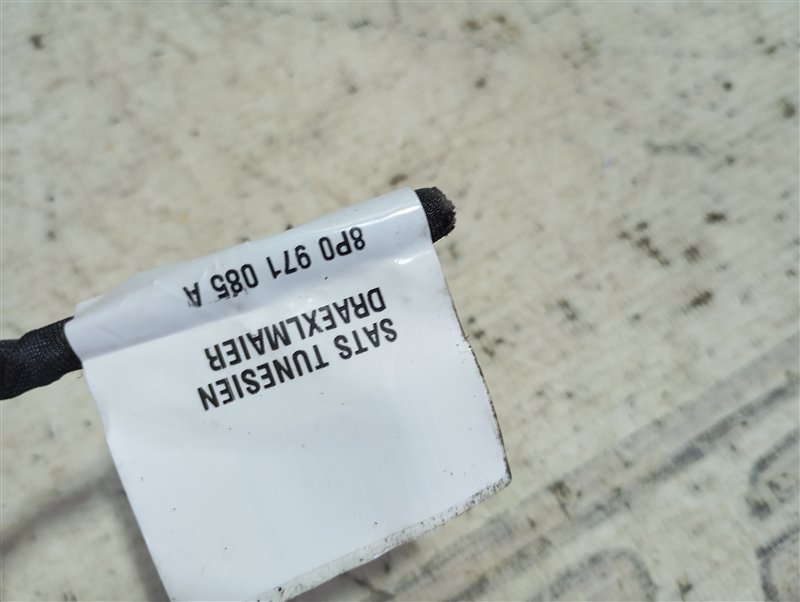 SATS TUNESIEN
DRAEXLMAIER
8P0 971 085 A